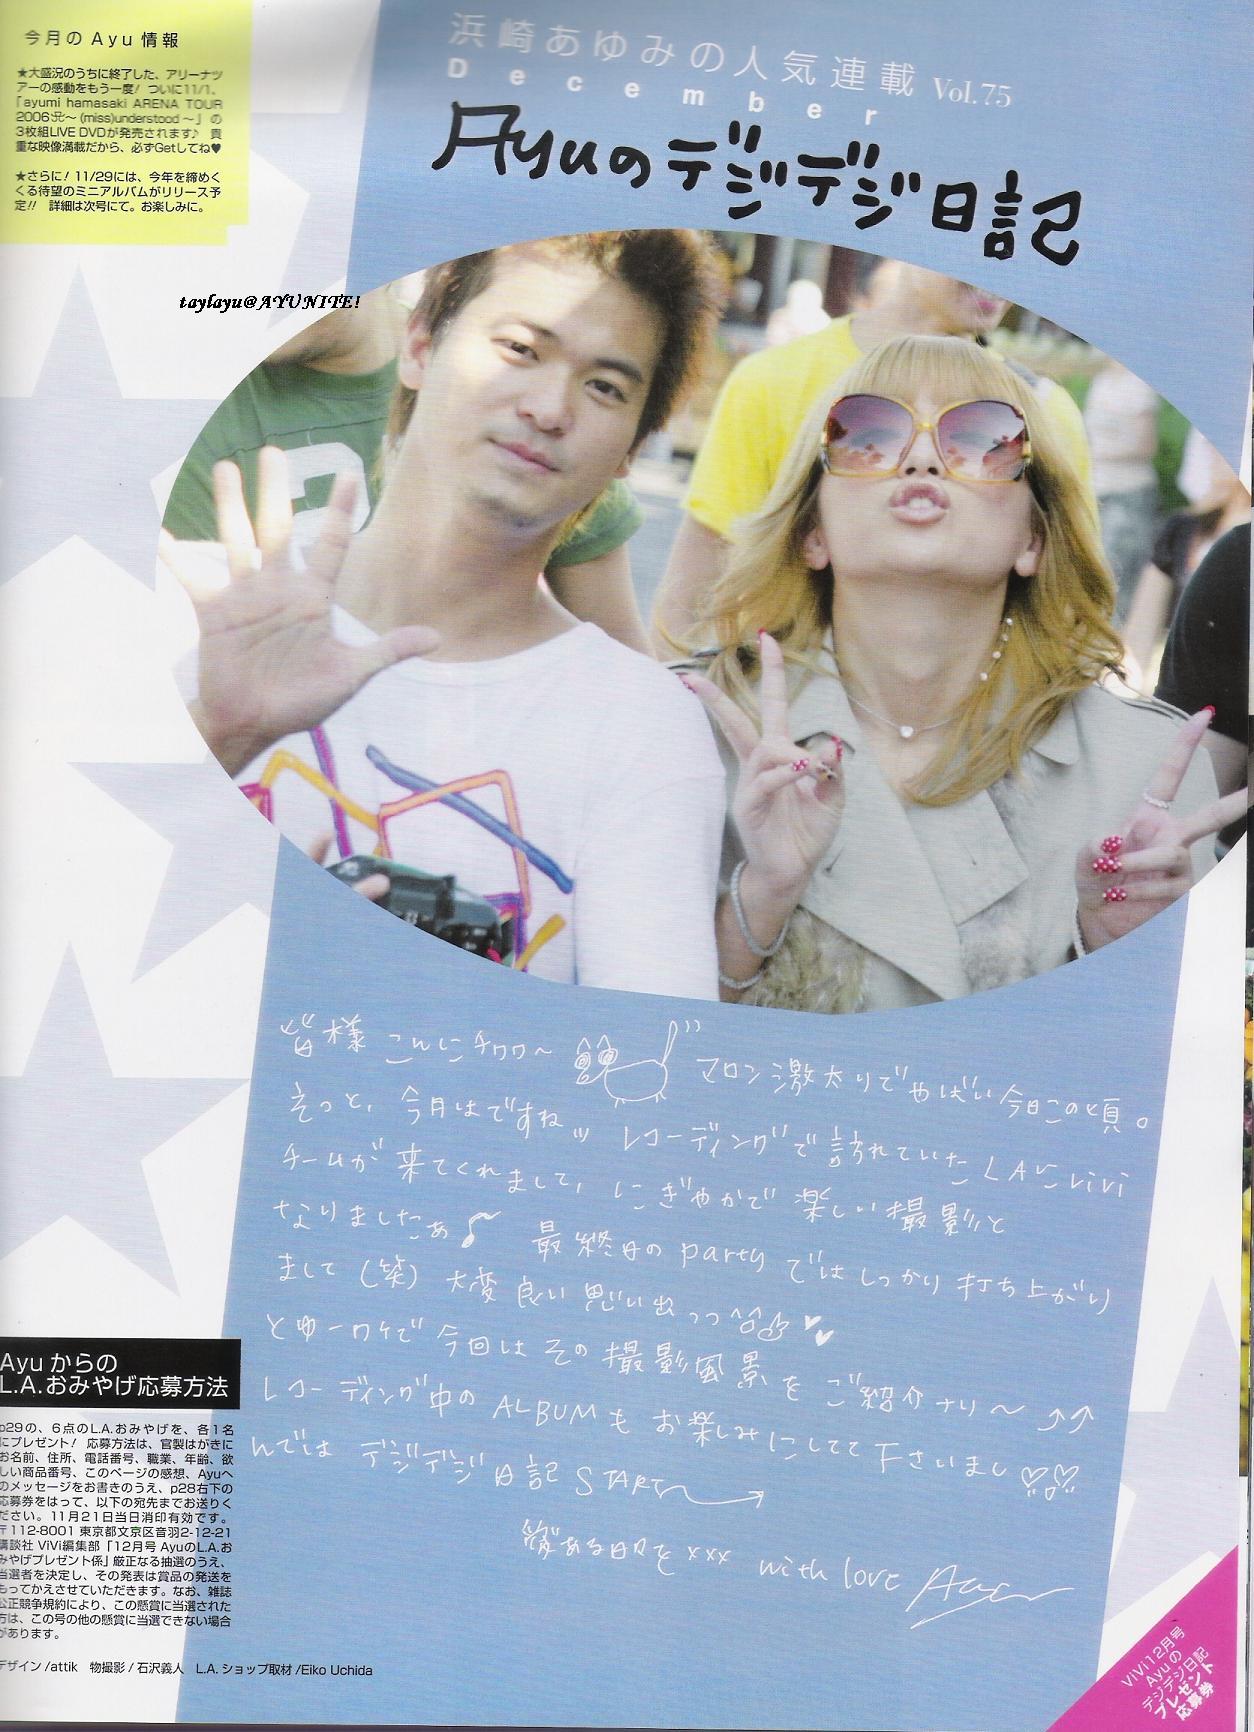 今月の Ayu 情報
★大盛況のうちに終了した、アリーナツ
アーの感動をもう一度! ついに11/1、
「ayumi hamasaki ARENA TOUR
2006 〜 (miss)understood 〜」の
3枚組LIVE DVDが発売されます♪ 貴
重な映像満載だから、必ずGetしてね♥
★さらに! 11/29には、今年を締めく
くる待望のミニアルバムがリリース予
定!! 詳細は次号にて。お楽しみに。
浜崎あゆみの人気連載 Vol.75
December
Ayuのデジデジ日記
taylayu@AYUNITE!
皆様 こんにチワワ〜 マロン激太りでやばい今日この頃。
えっと、今月はですねッ レコーディングで訪れていたLAにViVi
チームが来てくれまして、にぎやかで楽しい撮影と
なりましたぁ♪ 最終日のpartyではしっかり打ち上がり
まして(笑) 大変良い思い出っっ
とゆーワケで今回はその撮影風景をご紹介ナリ〜
レコーディング中のALBUMもお楽しみにしてて下さいまし
んでは デジデジ日記START
愛ある日々を××× with love Ayu
Ayu からの
L.A.おみやげ応募方法
p29の、6点のL.A.おみやげを、各1名
にプレゼント! 応募方法は、官製はがきに
お名前、住所、電話番号、職業、年齢、欲
しい商品番号、このページの感想、Ayuへ
のメッセージをお書きのうえ、p28右下の
応募券をはって、以下の宛先までお送りく
ださい。11月21日当日消印有効です。
〒112-8001 東京都文京区音羽2-12-21
講談社 ViVi編集部「12月号 AyuのL.A.お
みやげプレゼント係」厳正なる抽選のうえ、
当選者を決定し、その発表は賞品の発送を
もってかえさせていただきます。なお、雑誌
公正競争規約により、この懸賞に当選された
方は、この号の他の懸賞に当選できない場合
があります。
デザイン/attik 物撮影/石沢義人 L.A.ショップ取材/Eiko Uchida
ViVi12月号
Ayuの
デジデジ日記
プレゼント
応募券